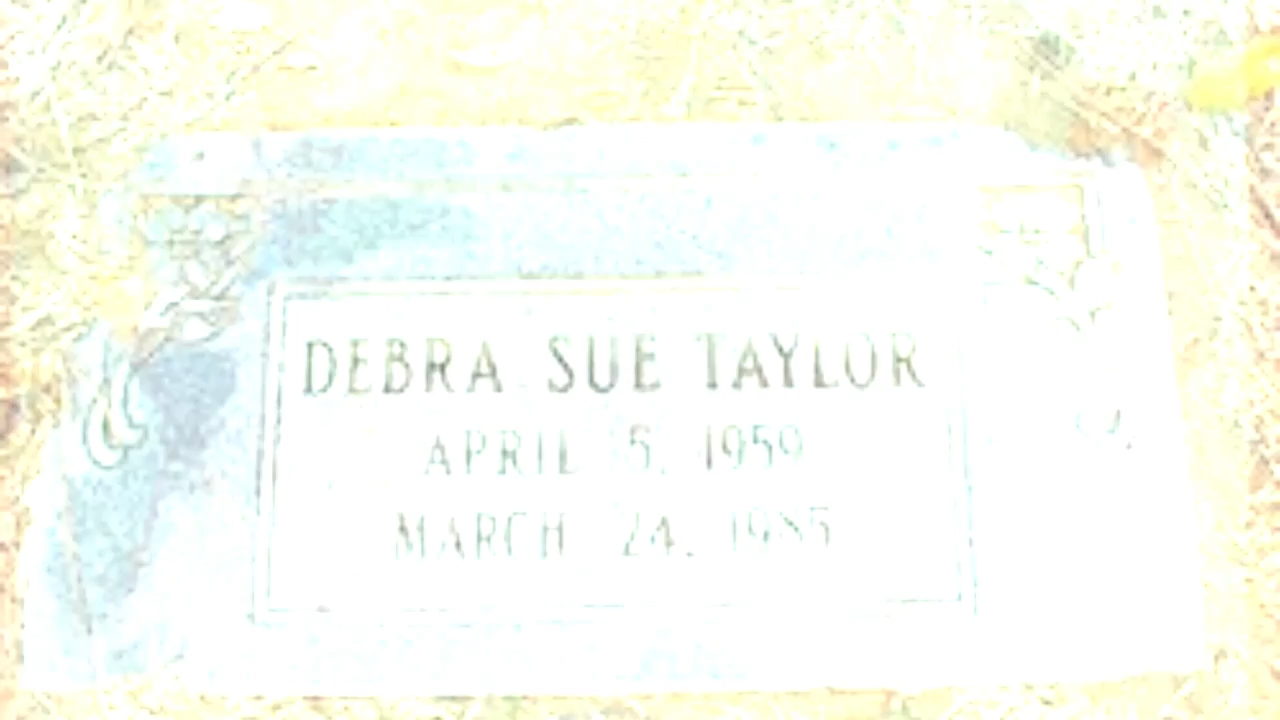 DEBRA SUE TAYLOR
APRIL 5, 1959
MARCH 24, 1985